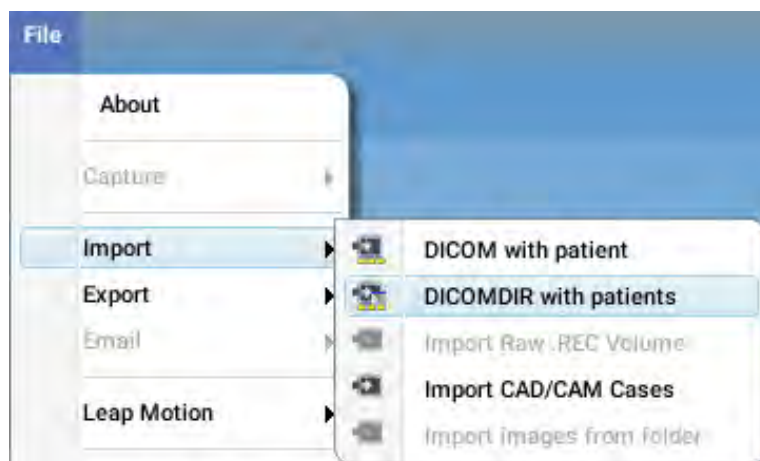 File
About
Capture
Import
Export
Email
Leap Motion
DICOM with patient
DICOMDIR with patients
Import Raw .REC Volume
Import CAD/CAM Cases
Import images from folder